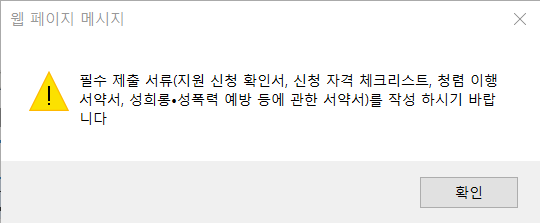 웹 페이지 메시지
필수 제출 서류(지원 신청 확인서, 신청 자격 체크리스트, 청렴 이행
서약서, 성희롱•성폭력 예방 등에 관한 서약서)를 작성 하시기 바랍
니다
확인